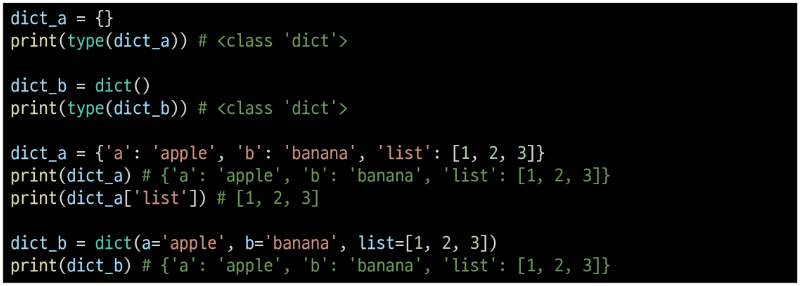 dict_a = {}
print(type(dict_a)) # <class 'dict'>
dict_b = dict()
print(type(dict_b)) # <class 'dict'>
dict_a = {'a': 'apple', 'b': 'banana', 'list': [1, 2, 3]}
print(dict_a) # {'a': 'apple', 'b': 'banana', 'list': [1, 2, 3]}
print(dict_a['list']) # [1, 2, 3]
dict_b = dict(a='apple', b='banana', list=[1, 2, 3])
print(dict_b) # {'a': 'apple', 'b': 'banana', 'list': [1, 2, 3]}